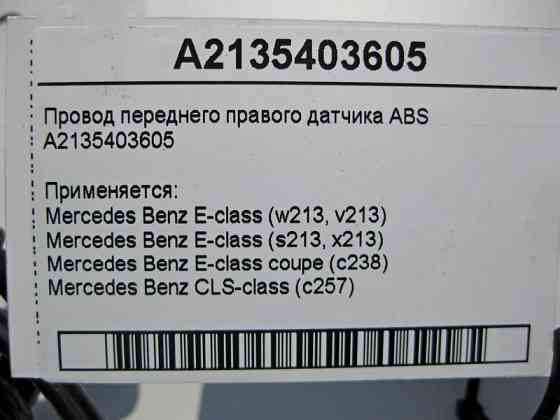 A2135403605
Провод переднего правого датчика ABS
A2135403605
Применяется:
Mercedes Benz E-class (w213, v213)
Mercedes Benz E-class (s213, x213)
Mercedes Benz E-class coupe (c238)
Mercedes Benz CLS-class (c257)